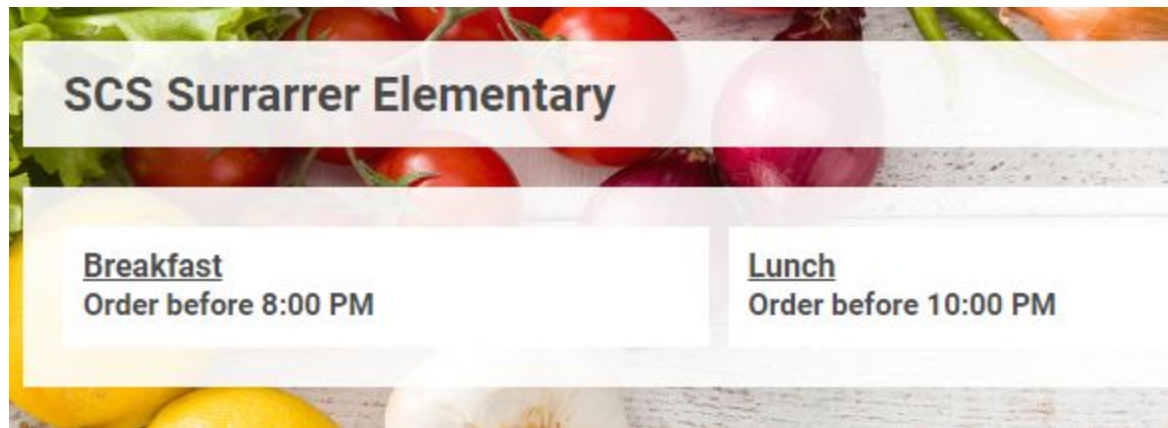 SCS Surrarrer Elementary
Breakfast
Order before 8:00 PM
Lunch
Order before 10:00 PM